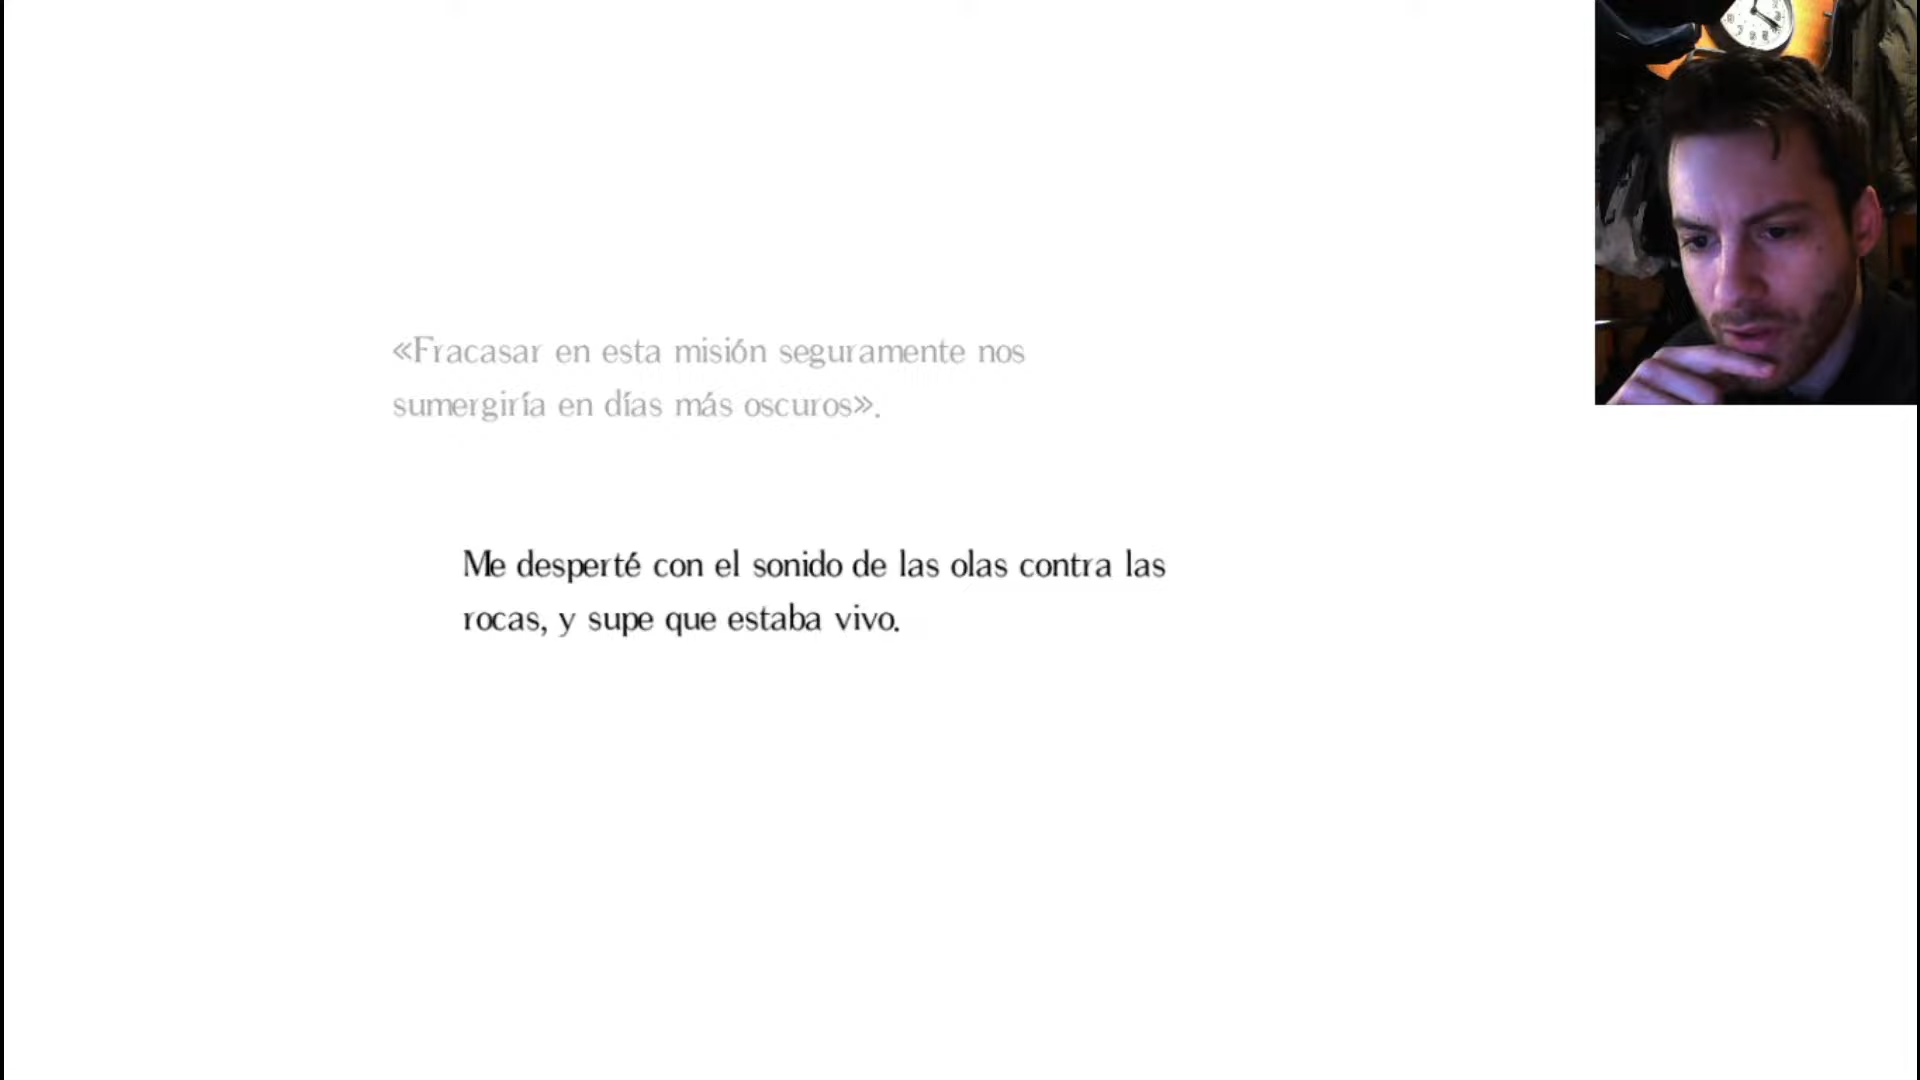 «Fracasar en esta misión seguramente nos
sumergiría en días más oscuros».
Me desperté con el sonido de las olas contra las
rocas, y supe que estaba vivo.